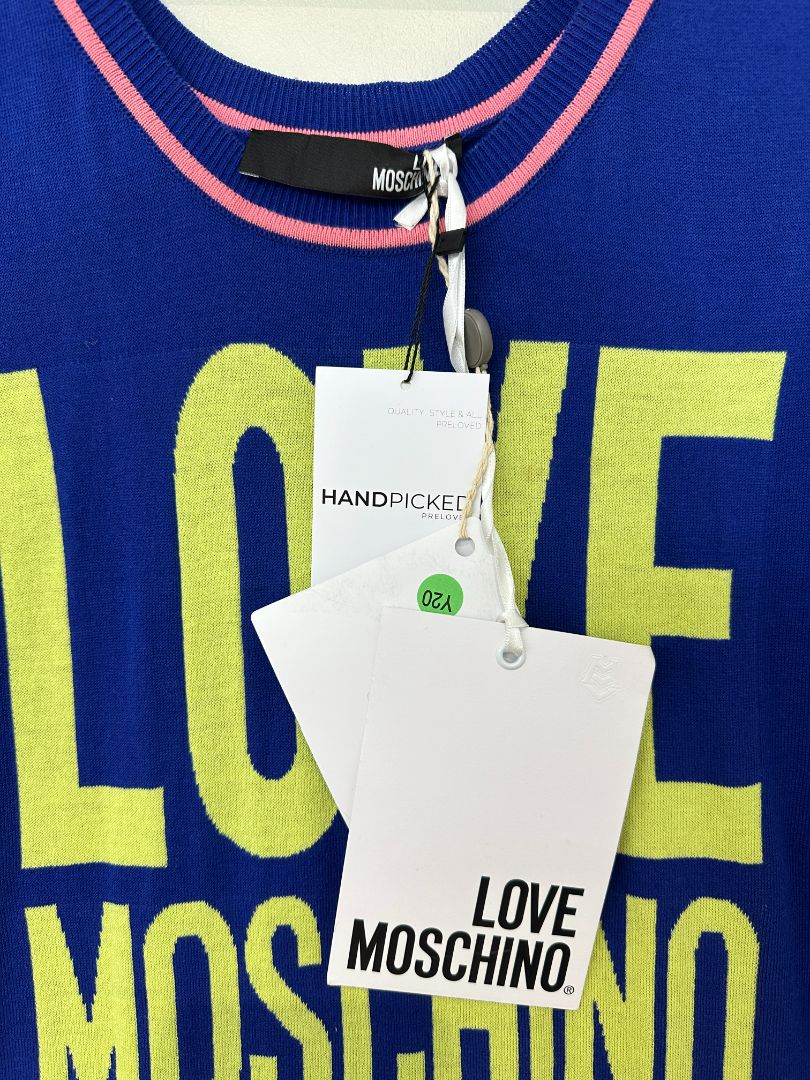 LOVE
MOSCHINO
QUALITY, STYLE & ALL
PRELOVED
HANDPICKED
PRELOVED
Y20
LOVE
MOSCHINO®
LOVE
MOSCHINO